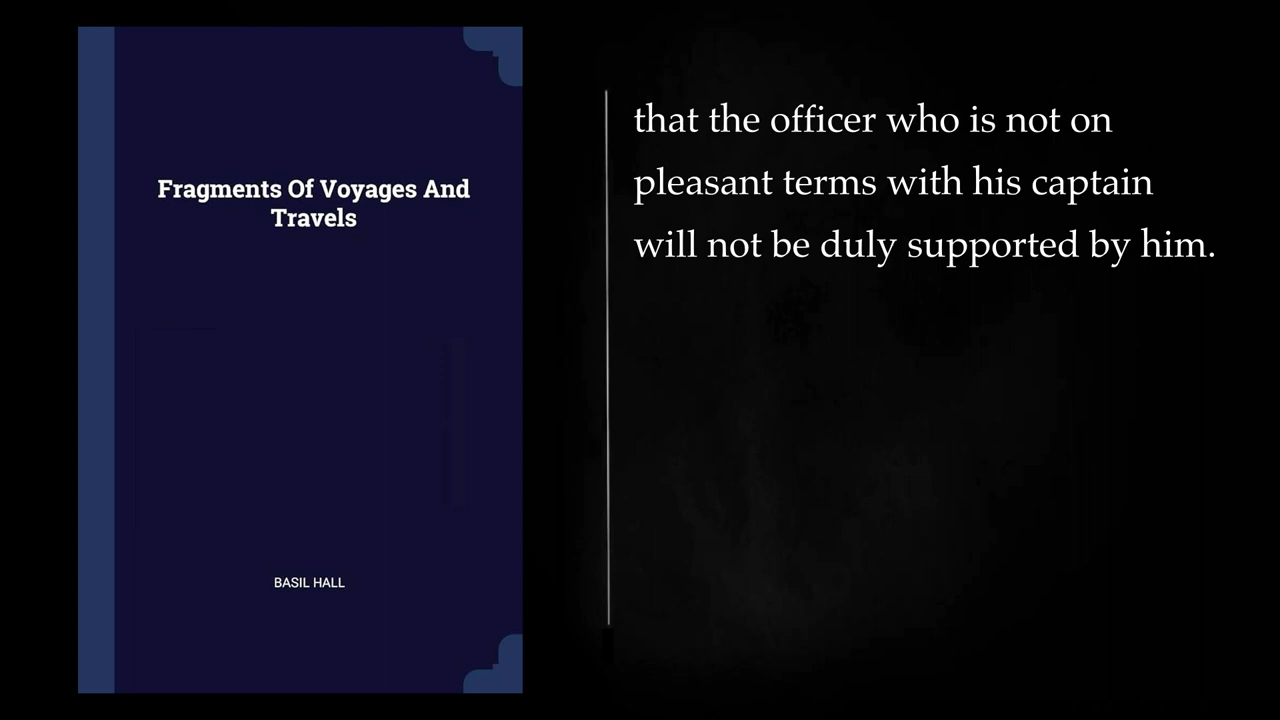 Fragments Of Voyages And
Travels
BASIL HALL
that the officer who is not on
pleasant terms with his captain
will not be duly supported by him.